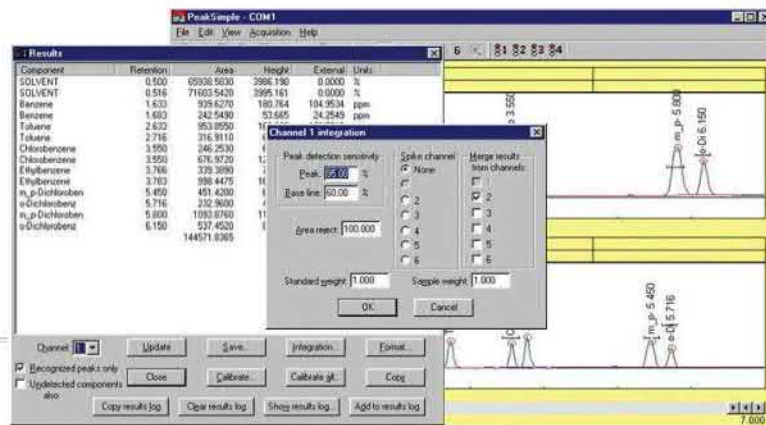 PeakSimple - COM1
File Edit View Acquisition Help
6 1 2 3 4
Results
Component Retention Area Height External Units
SOLVENT 0.500 65938.5830 3986.190 0.0000 %
SOLVENT 0.516 71603.5420 3995.161 0.0000 %
Benzene 1.633 939.6270 180.764 104.9534 ppm
Benzene 1.683 242.5490 53.665 24.2549 ppm
Toluene 2.633 953.8550
Toluene 2.716 316.9110
Chlorobenzene 3.550 246.2530
Chlorobenzene 3.550 676.9720
Ethylbenzene 3.766 339.3890
Ethylbenzene 3.783 998.4475
m_p-Dichloroben 5.450 451.4200
o-Dichlorobenz 5.716 232.9600
m_p-Dichloroben 5.800 1093.8760
o-Dichlorobenz 6.150 537.4520
144571.8365
Channel 1 integration
Peak detection sensitivity
Peak: 85.00 %
Base line: 60.00 %
Area reject: 100.000
Spike channel
None
2
3
4
5
6
Merge results
from channels:
1
2
3
4
5
6
Standard weight: 1.000
Sample weight: 1.000
OK Cancel
p 3.550
m_p- 5.800
o-Di 6.150
m_p- 5.450
o-Di 5.716
Channel: 1 Update Save... Integration... Format...
Recognized peaks only
Undetected components
also
Close Calibrate... Calibrate all... Copy
Copy results log Clear results log Show results log... Add to results log
7.000